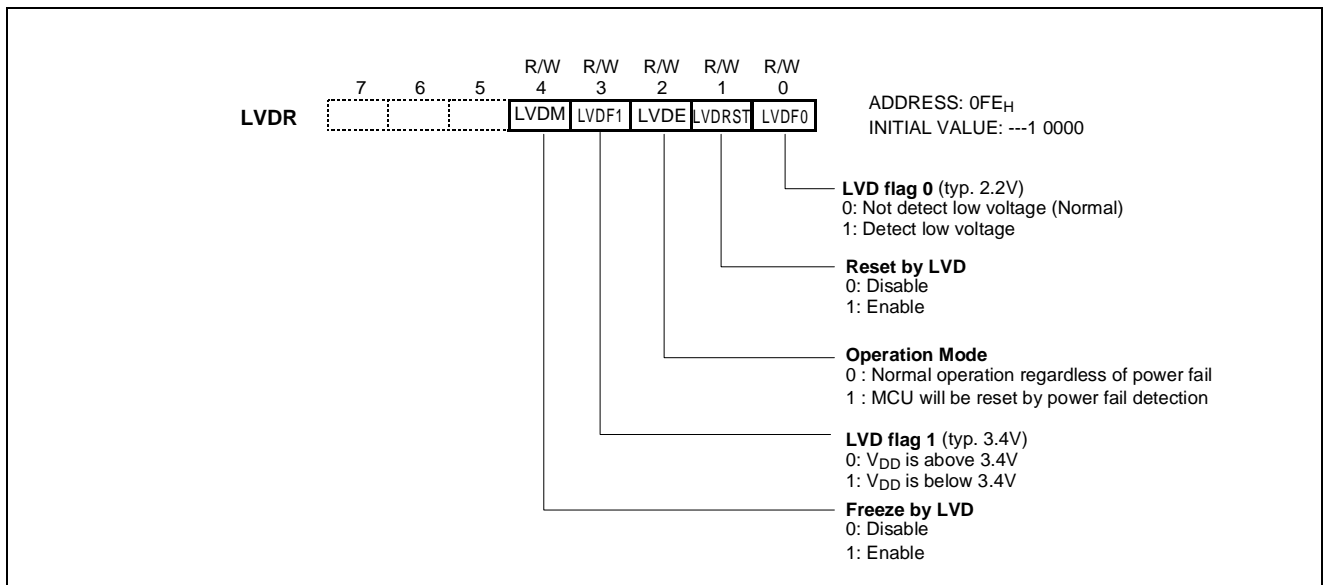 R/W R/W R/W R/W R/W
7 6 5 4 3 2 1 0
LVDR LVDM LVDF1 LVDE LVDRST LVDF0
ADDRESS: 0FEH
INITIAL VALUE: ---1 0000
LVD flag 0 (typ. 2.2V)
0: Not detect low voltage (Normal)
1: Detect low voltage
Reset by LVD
0: Disable
1: Enable
Operation Mode
0 : Normal operation regardless of power fail
1 : MCU will be reset by power fail detection
LVD flag 1 (typ. 3.4V)
0: VDD is above 3.4V
1: VDD is below 3.4V
Freeze by LVD
0: Disable
1: Enable